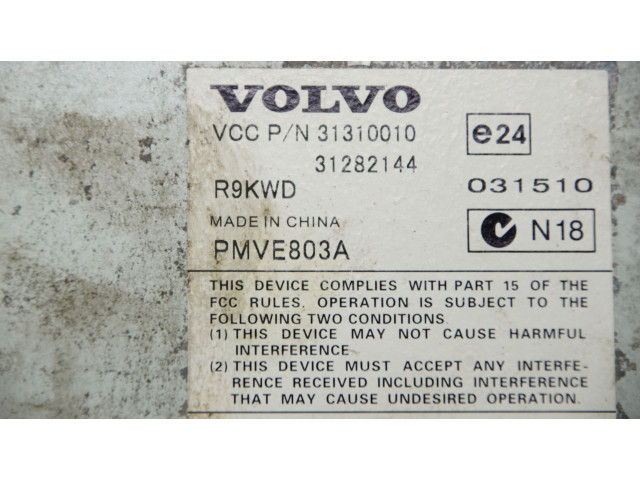 VOLVO
VCC P/N 31310010
31282144
e24
R9KWD
031510
MADE IN CHINA
N18
PMVE803A
THIS DEVICE COMPLIES WITH PART 15 OF THE
FCC RULES. OPERATION IS SUBJECT TO THE
FOLLOWING TWO CONDITIONS.
(1) THIS DEVICE MAY NOT CAUSE HARMFUL
INTERFERENCE.
(2) THIS DEVICE MUST ACCEPT ANY INTERFE-
RENCE RECEIVED INCLUDING INTERFERENCE
THAT MAY CAUSE UNDESIRED OPERATION.